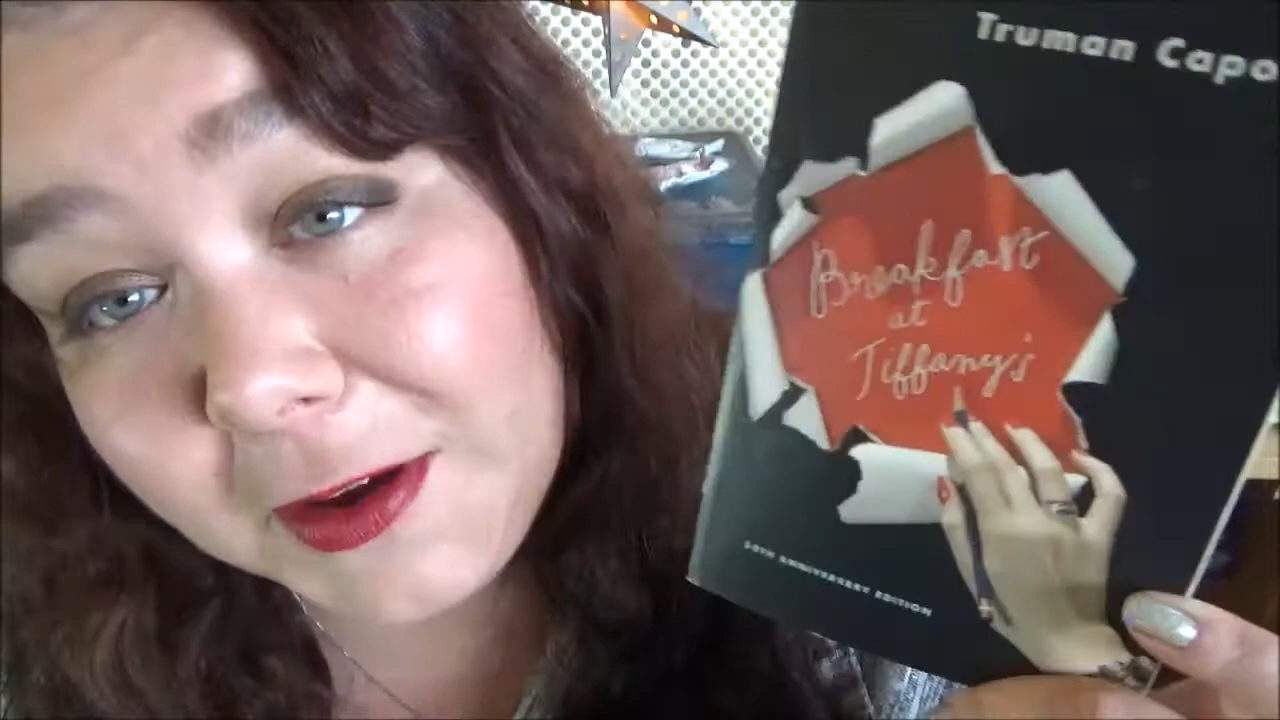 Truman Capo
Breakfast
at
Tiffany's
50TH ANNIVERSARY EDITION